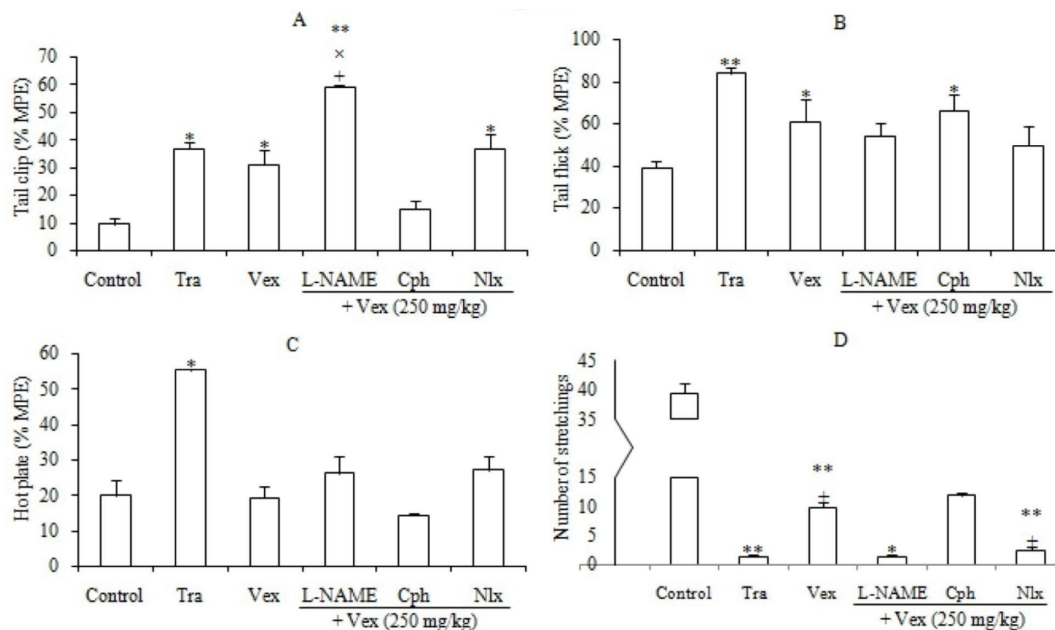 A
Tail clip (% MPE)
70
60
50
40
30
20
10
0
*
*
**
×
+
*
Control Tra Vex L-NAME Cph Nlx
+ Vex (250 mg/kg)
B
Tail flick (% MPE)
100
80
60
40
20
0
**
*
*
Control Tra Vex L-NAME Cph Nlx
+ Vex (250 mg/kg)
C
Hot plate (% MPE)
60
50
40
30
20
10
0
*
Control Tra Vex L-NAME Cph Nlx
+ Vex (250 mg/kg)
D
Number of stretchings
45
40
35
15
10
5
0
**
**
+
*
**
+
Control Tra Vex L-NAME Cph Nlx
+ Vex (250 mg/kg)